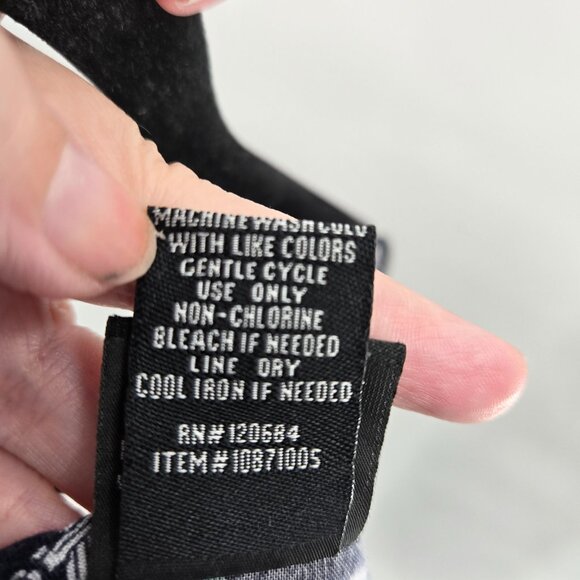 MACHINE WASH COLD
WITH LIKE COLORS
GENTLE CYCLE
USE ONLY
NON-CHLORINE
BLEACH IF NEEDED
LINE DRY
COOL IRON IF NEEDED
RN# 120684
ITEM# 10871005